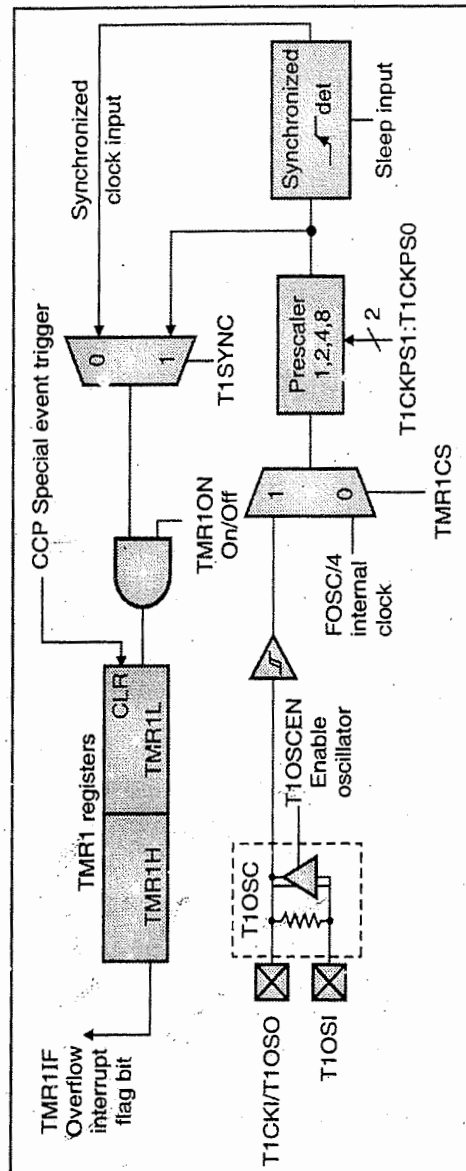 TMR1IF
Overflow
interrupt
flag bit
TMR1 registers
TMR1H
TMR1L
CLR
CCP Special event trigger
TMR1ON
On/Off
0
1
T1SYNC
Synchronized
clock input
T1CKI/T1OSO
T1OSI
T1OSC
T1OSCEN
Enable
oscillator
FOSC/4
internal
clock
1
0
TMR1CS
Prescaler
1,2,4,8
2
T1CKPS1:T1CKPS0
Synchronized
det
Sleep input